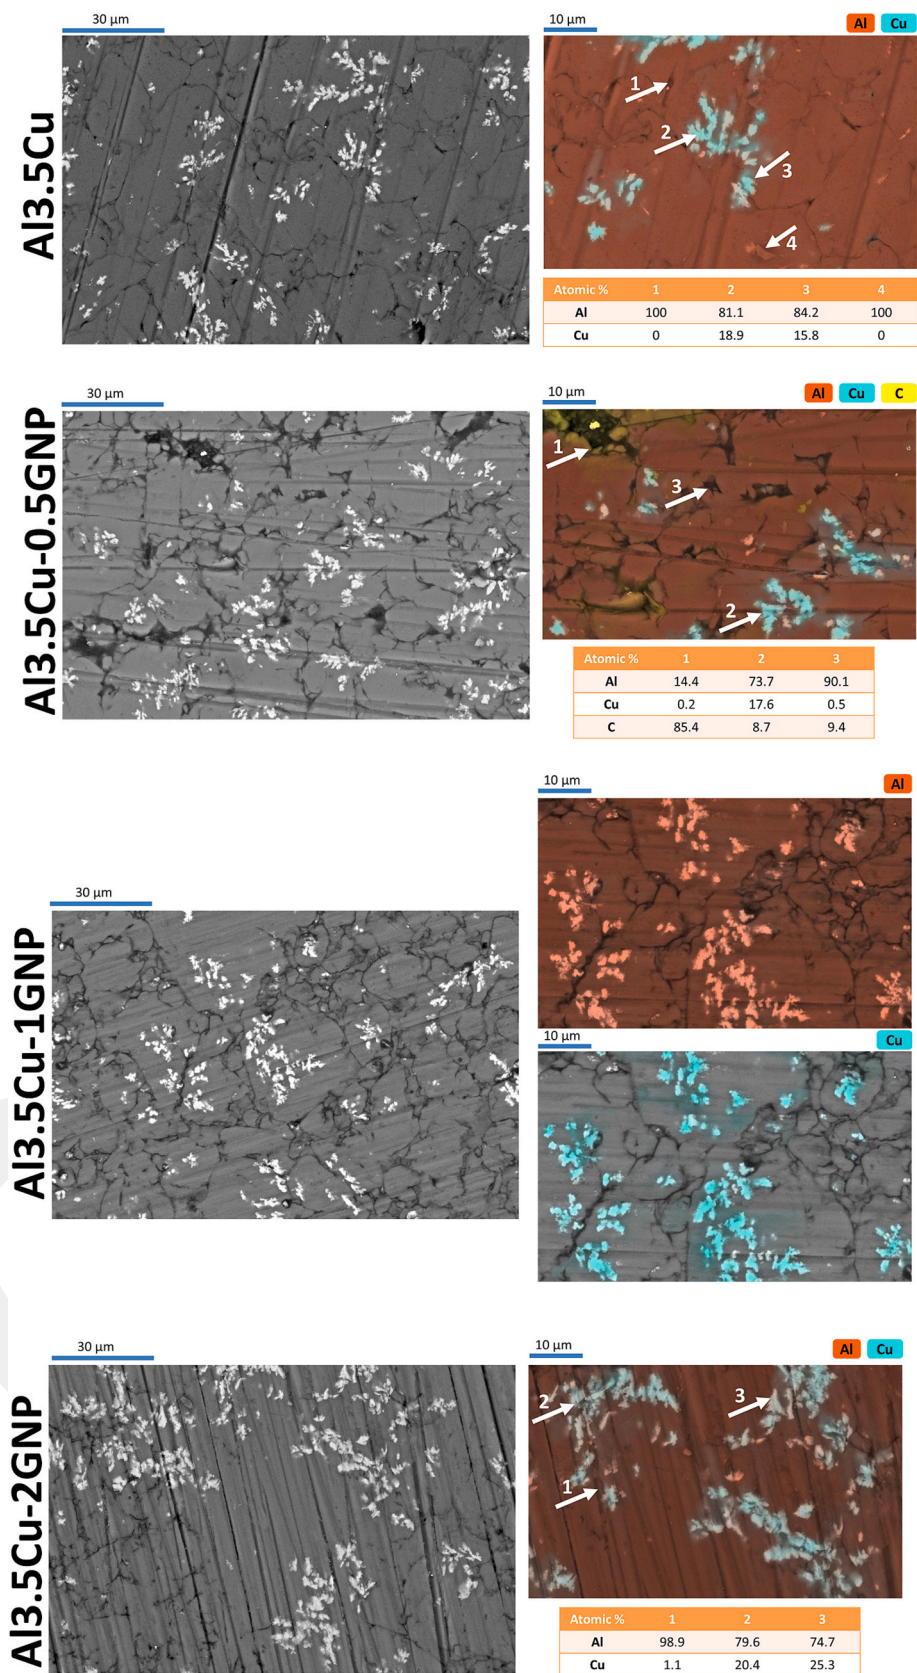 Al3.5Cu
30 µm
10 µm
Al Cu
1
2
3
4
Atomic % 1 2 3 4
Al 100 81.1 84.2 100
Cu 0 18.9 15.8 0
Al3.5Cu-0.5GNP
30 µm
10 µm
Al Cu C
1
3
2
Atomic % 1 2 3
Al 14.4 73.7 90.1
Cu 0.2 17.6 0.5
C 85.4 8.7 9.4
Al3.5Cu-1GNP
30 µm
10 µm
Al
10 µm
Cu
Al3.5Cu-2GNP
30 µm
10 µm
Al Cu
2
3
1
Atomic % 1 2 3
Al 98.9 79.6 74.7
Cu 1.1 20.4 25.3